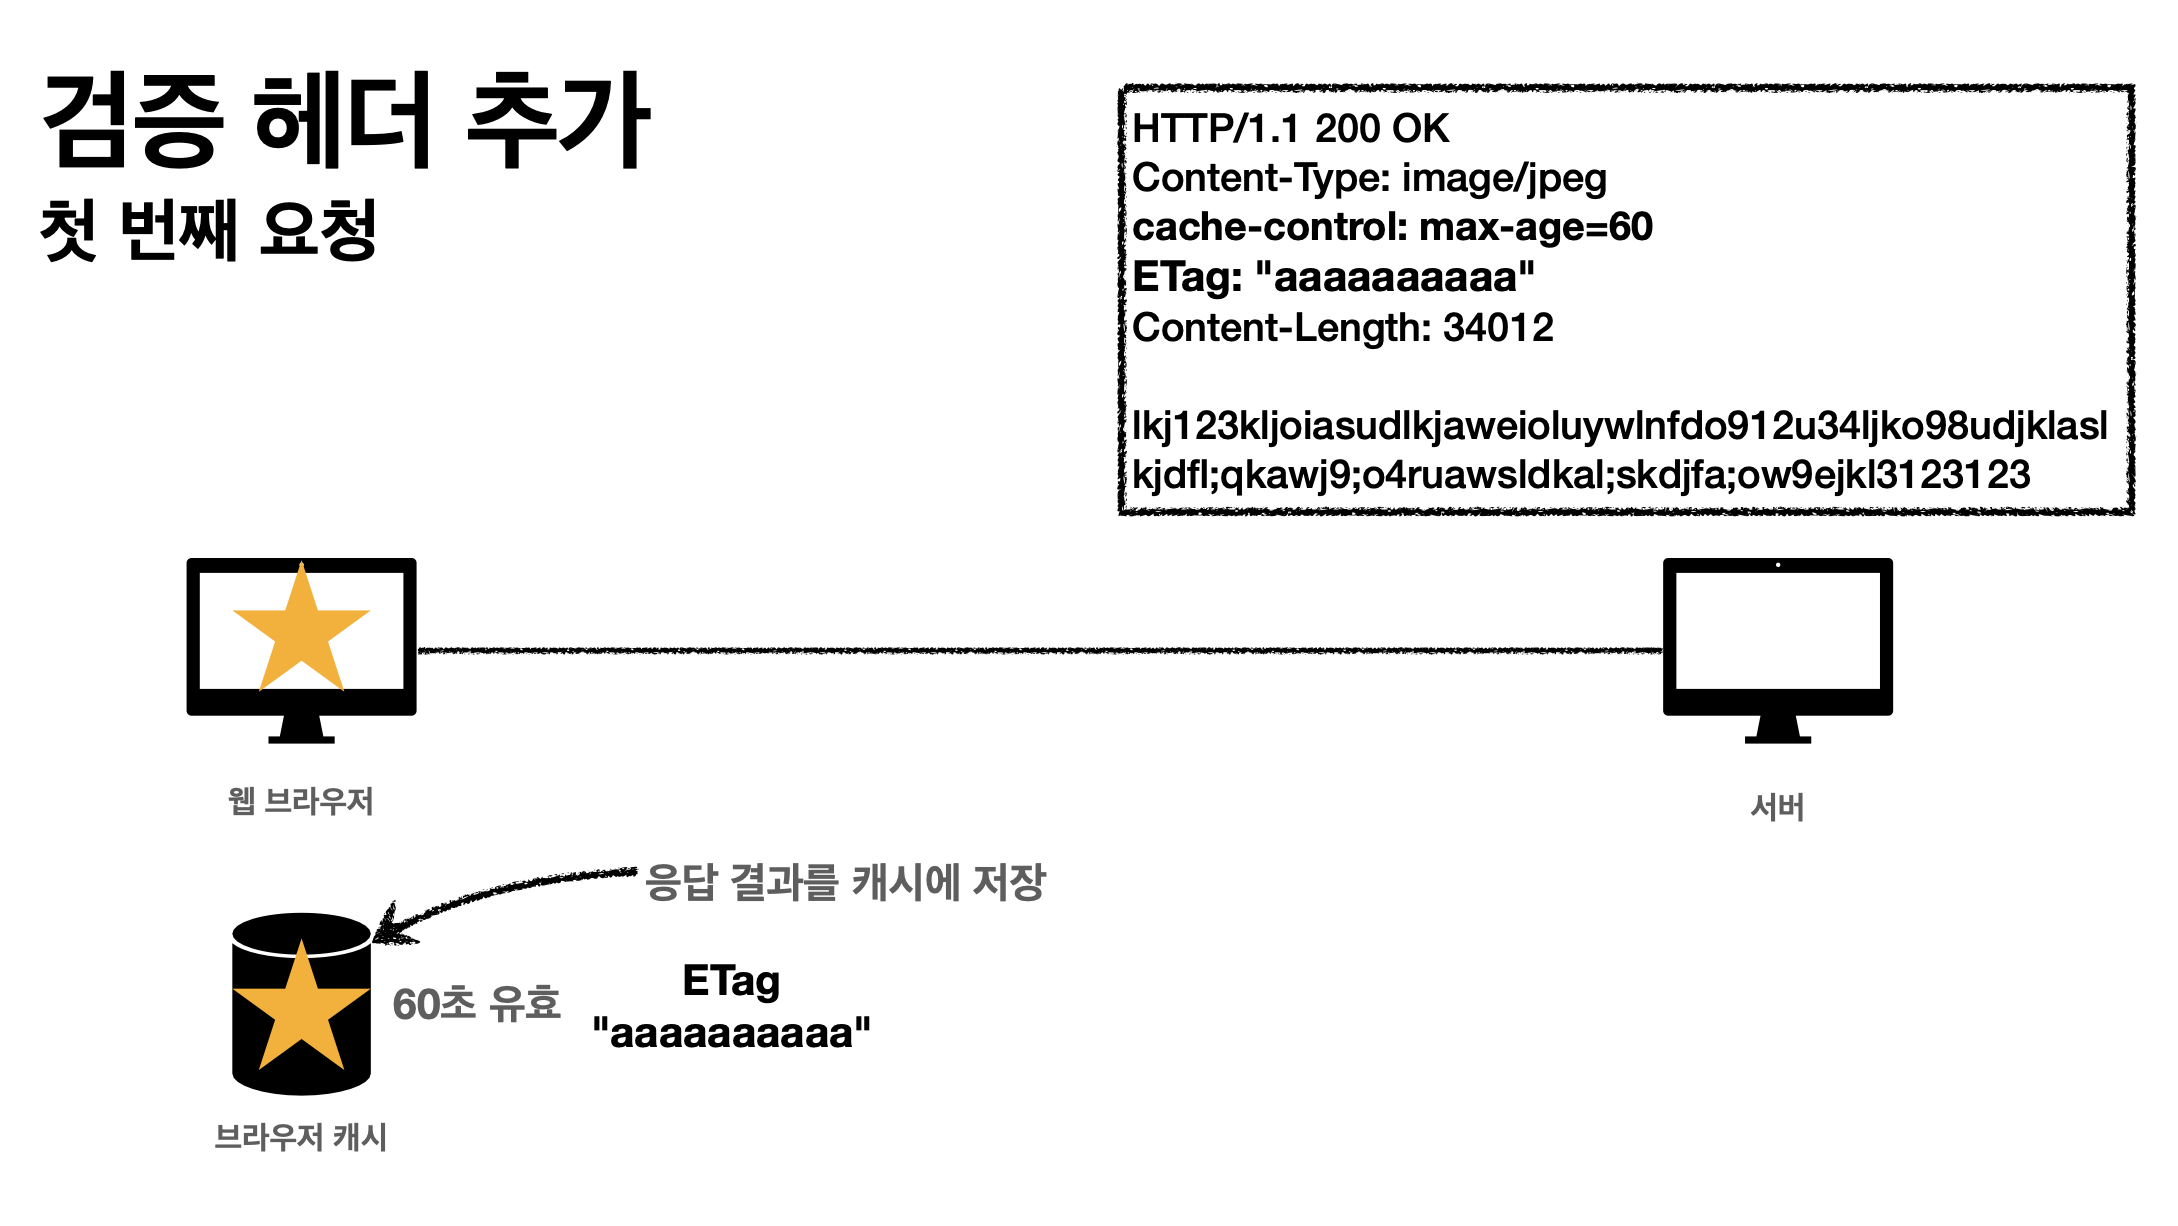 검증 헤더 추가
첫 번째 요청
HTTP/1.1 200 OK
Content-Type: image/jpeg
cache-control: max-age=60
ETag: "aaaaaaaaaa"
Content-Length: 34012
lkj123kljoiasudlkjaweioluywlnfdo912u34ljko98udjklasl
kjdfl;qkawj9;o4ruawsldkal;skdjfa;ow9ejkl3123123
웹 브라우저
서버
응답 결과를 캐시에 저장
60초 유효
ETag
"aaaaaaaaaa"
브라우저 캐시